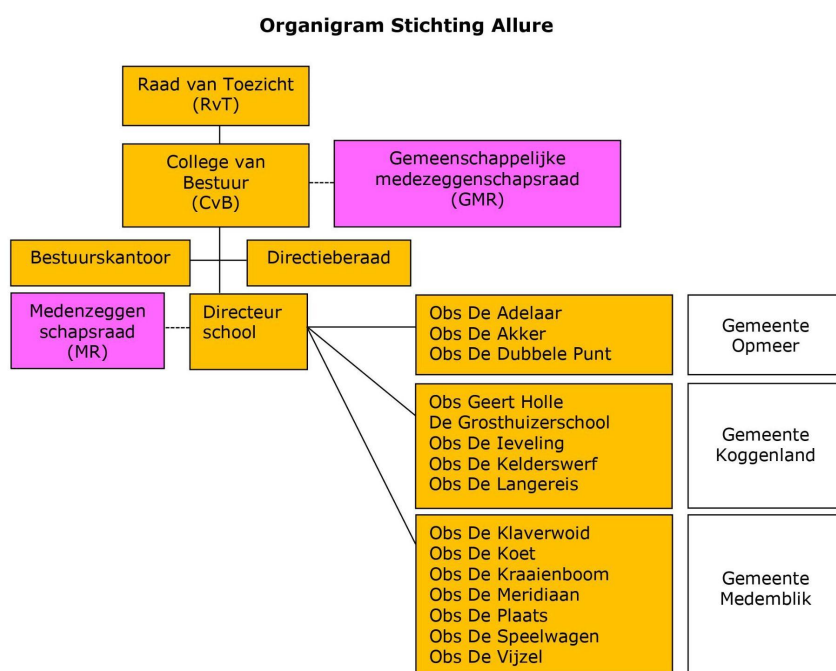 Organigram Stichting Allure
Raad van Toezicht
(RvT)
College van
Bestuur
(CvB)
Gemeenschappelijke
medezeggenschapsraad
(GMR)
Bestuurskantoor
Directieberaad
Medenzeggen
schapsraad
(MR)
Directeur
school
Obs De Adelaar
Obs De Akker
Obs De Dubbele Punt
Gemeente
Opmeer
Obs Geert Holle
De Grosthuizerschool
Obs De Ieveling
Obs De Kelderswerf
Obs De Langereis
Gemeente
Koggenland
Obs De Klaverwoid
Obs De Koet
Obs De Kraaienboom
Obs De Meridiaan
Obs De Plaats
Obs De Speelwagen
Obs De Vijzel
Gemeente
Medemblik